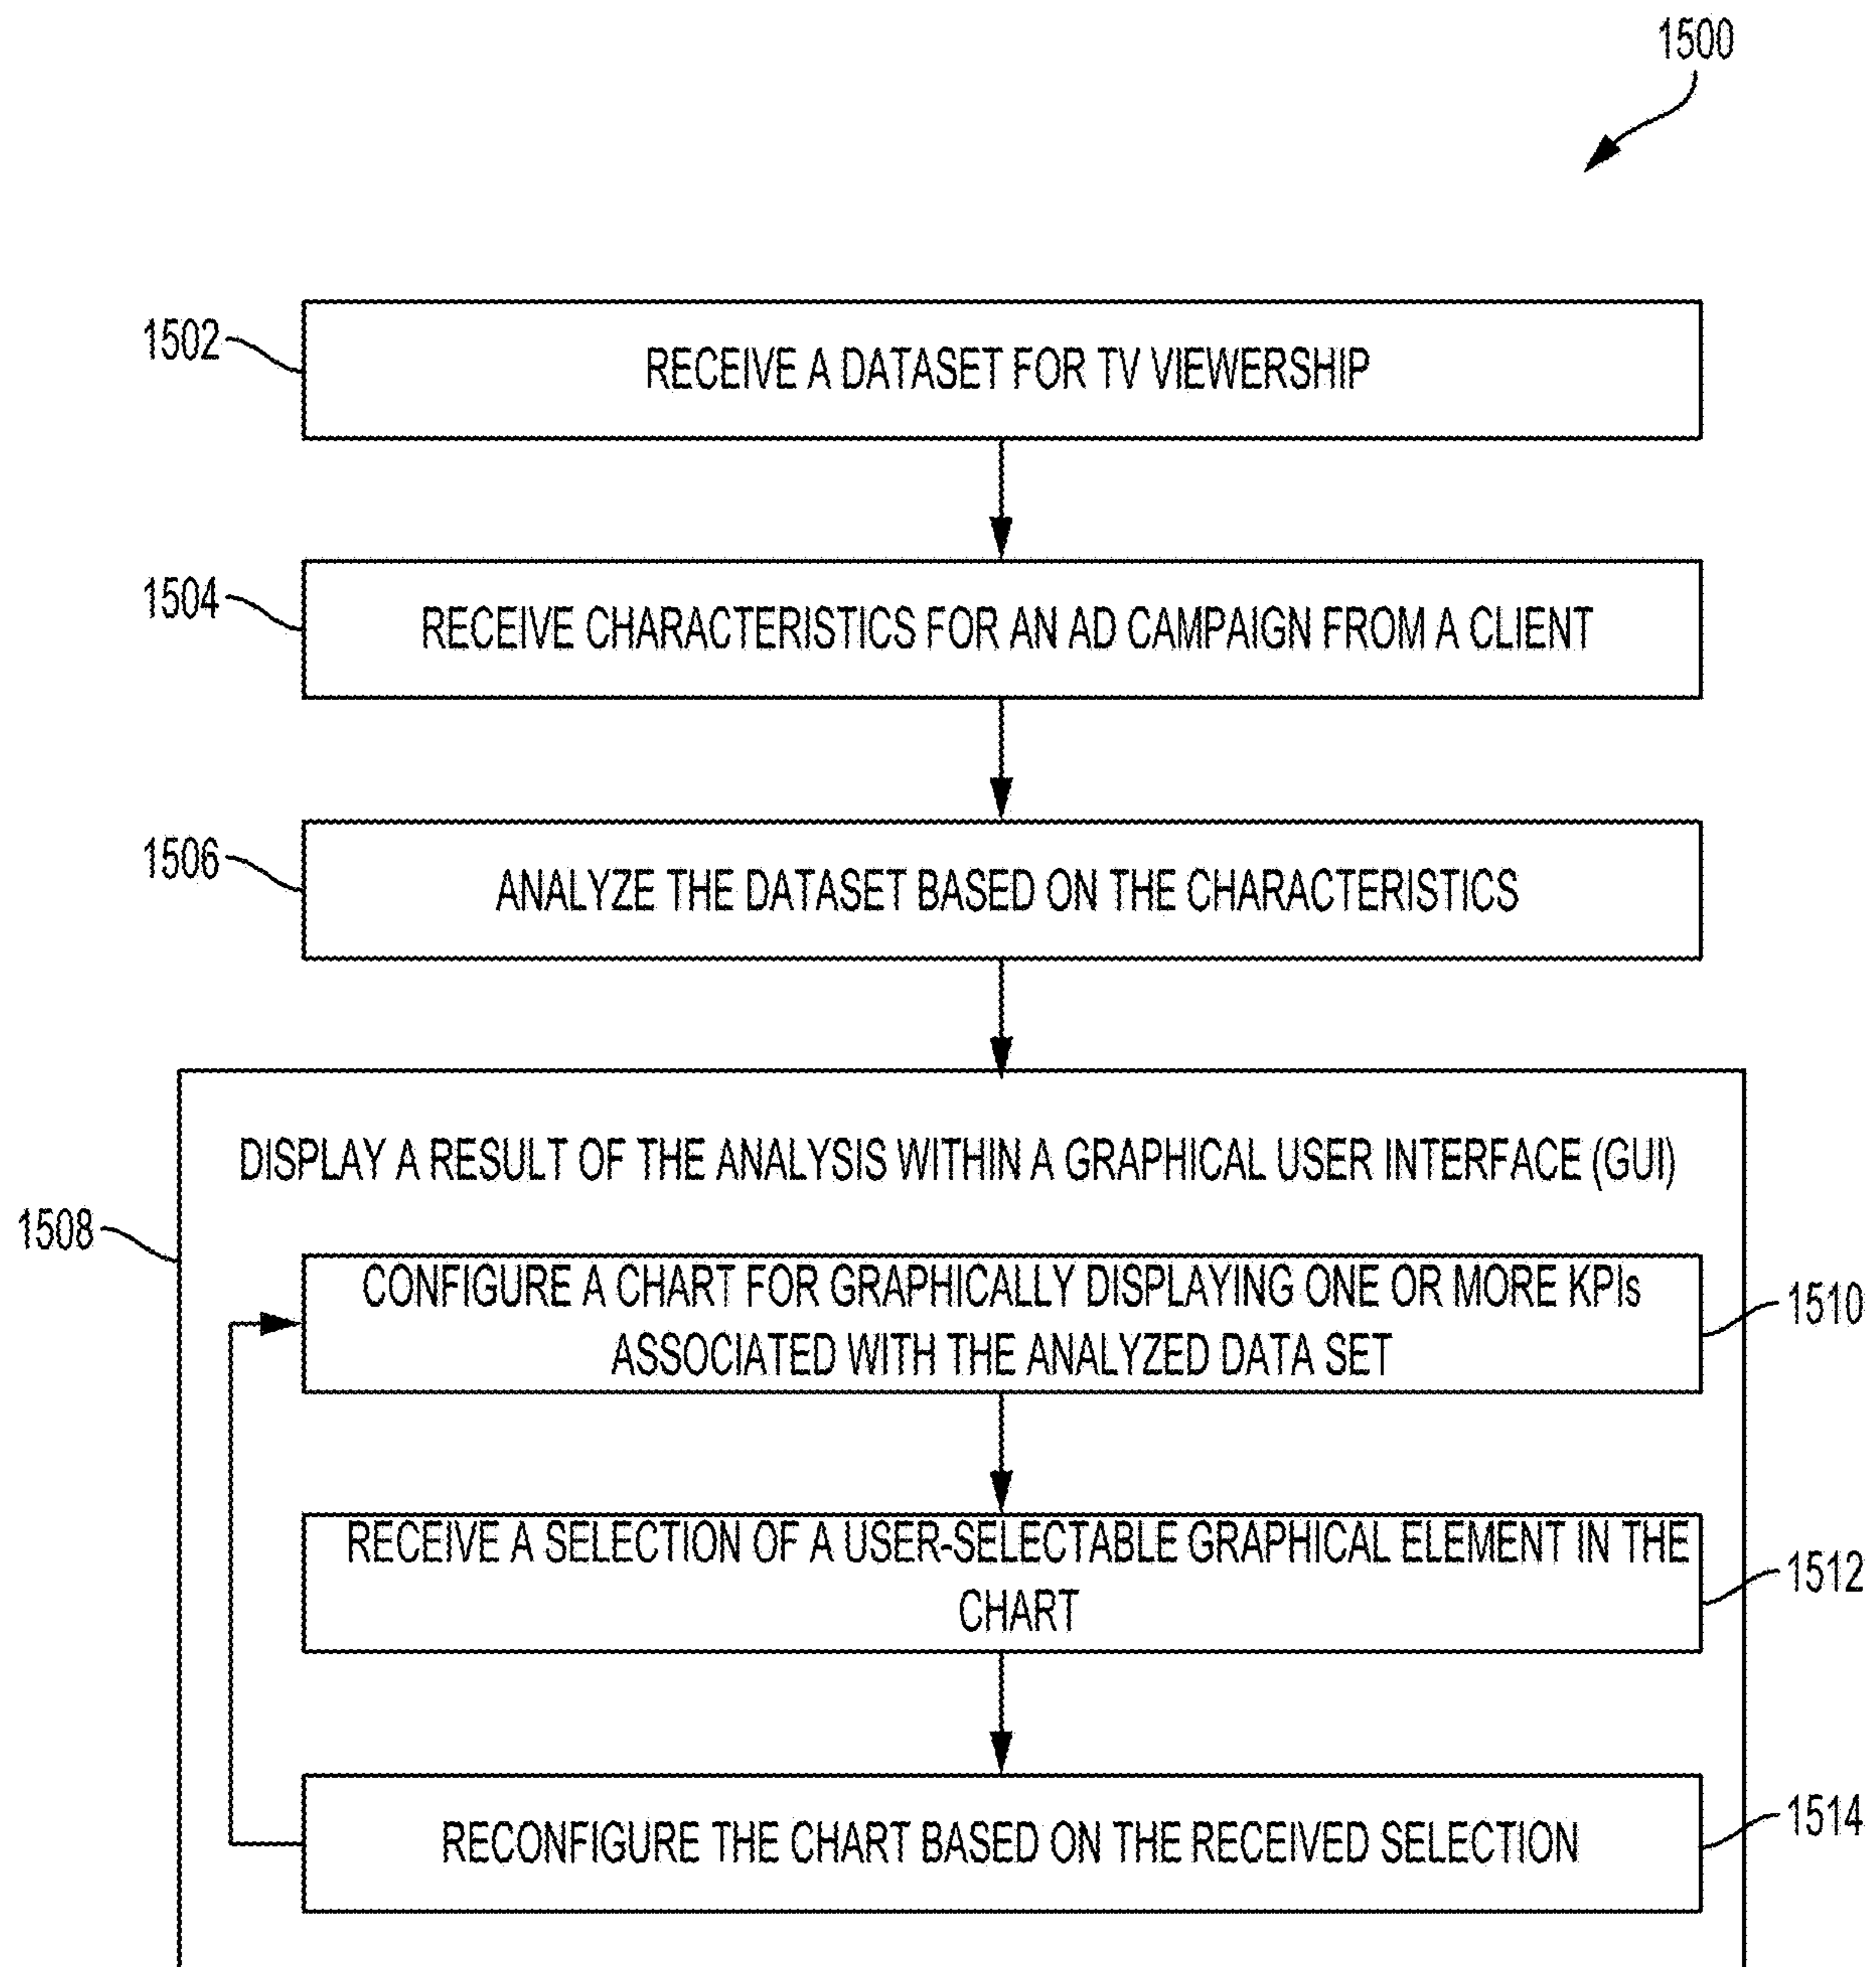 1500
1502
RECEIVE A DATASET FOR TV VIEWERSHIP
1504
RECEIVE CHARACTERISTICS FOR AN AD CAMPAIGN FROM A CLIENT
1506
ANALYZE THE DATASET BASED ON THE CHARACTERISTICS
DISPLAY A RESULT OF THE ANALYSIS WITHIN A GRAPHICAL USER INTERFACE (GUI)
1508
CONFIGURE A CHART FOR GRAPHICALLY DISPLAYING ONE OR MORE KPIs
ASSOCIATED WITH THE ANALYZED DATA SET
1510
RECEIVE A SELECTION OF A USER-SELECTABLE GRAPHICAL ELEMENT IN THE
CHART
1512
RECONFIGURE THE CHART BASED ON THE RECEIVED SELECTION
1514